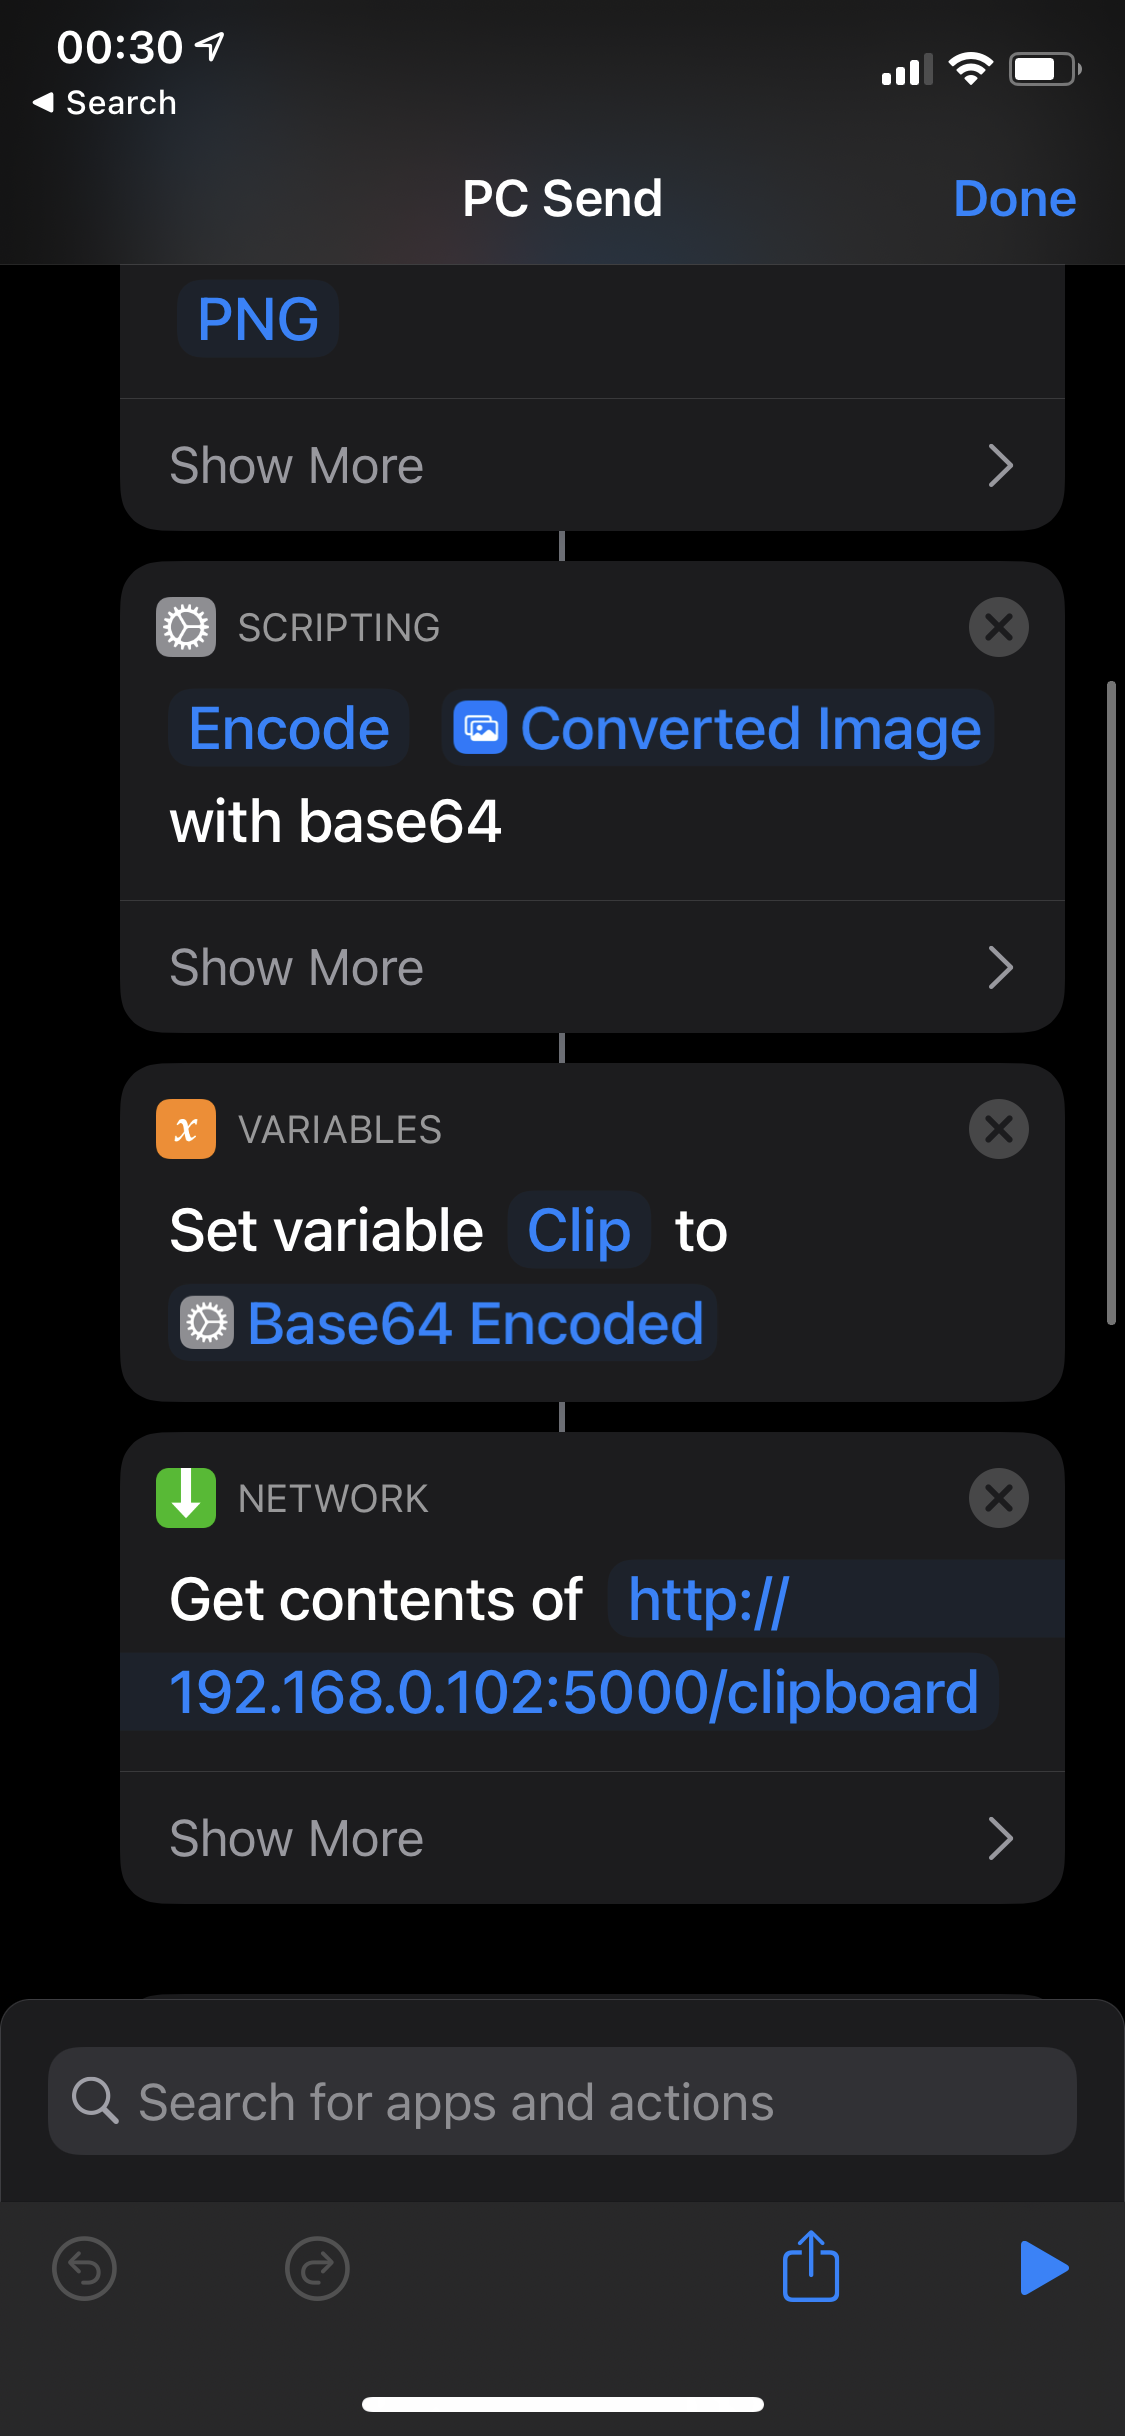 00:30
Search
PC Send
Done
PNG
Show More
SCRIPTING
Encode Converted Image
with base64
Show More
VARIABLES
Set variable Clip to
Base64 Encoded
NETWORK
Get contents of http://
192.168.0.102:5000/clipboard
Show More
Search for apps and actions